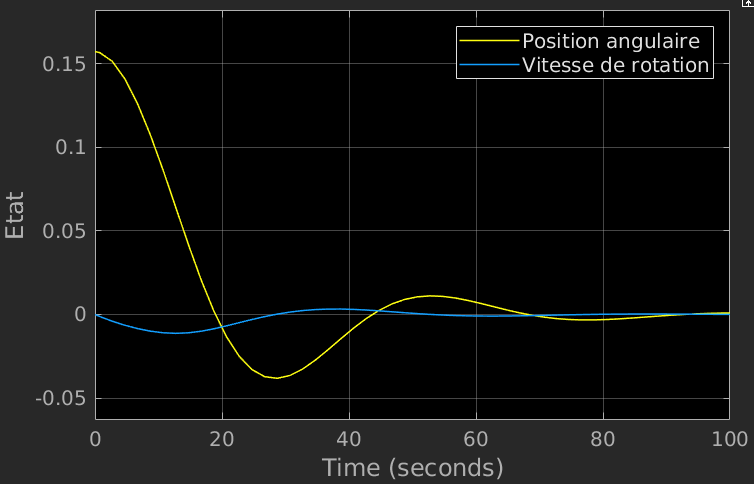 Position angulaire
Vitesse de rotation
0.15
0.1
0.05
0
-0.05
Etat
0 20 40 60 80 100
Time (seconds)